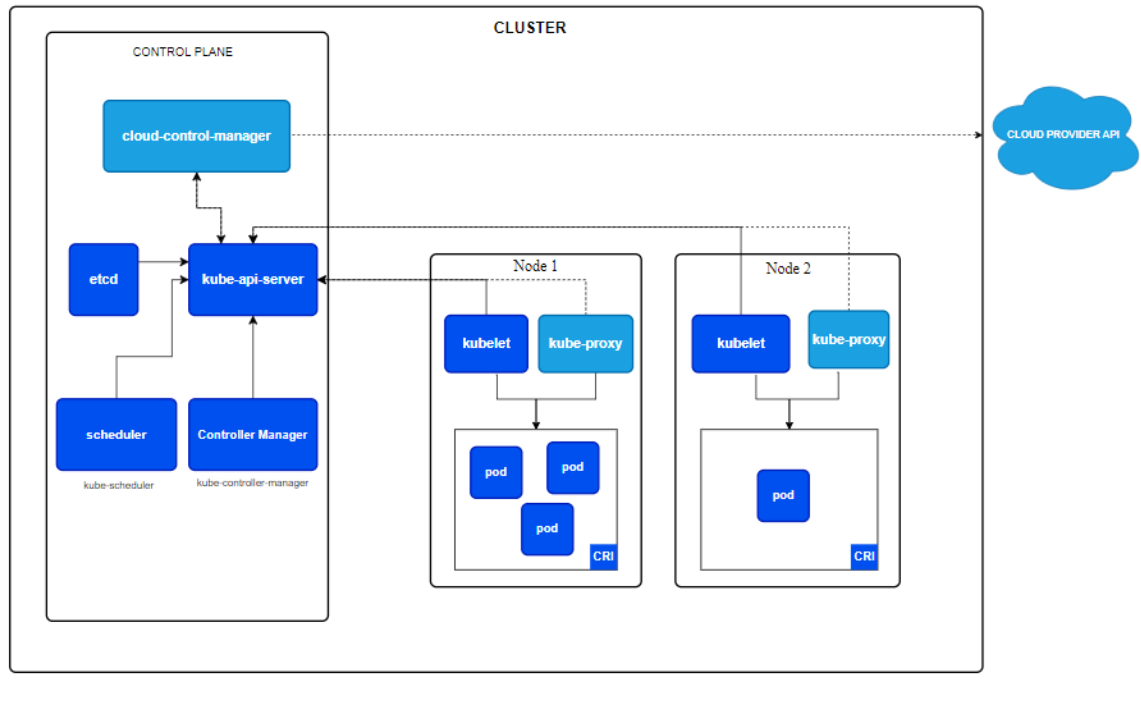 CLUSTER
CONTROL PLANE
cloud-control-manager
CLOUD PROVIDER API
etcd
kube-api-server
scheduler
kube-scheduler
Controller Manager
kube-controller-manager
Node 1
kubelet
kube-proxy
pod
pod
pod
CRI
Node 2
kubelet
kube-proxy
pod
CRI